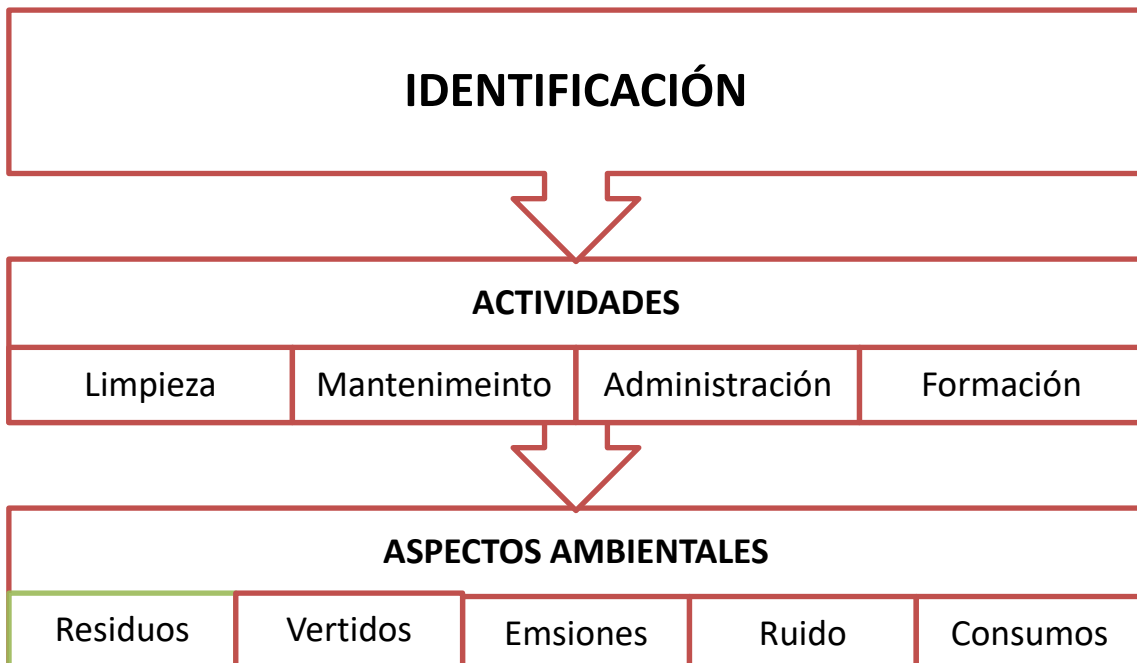 IDENTIFICACIÓN
ACTIVIDADES
Limpieza Mantenimeinto Administración Formación
ASPECTOS AMBIENTALES
Residuos Vertidos Emsiones Ruido Consumos